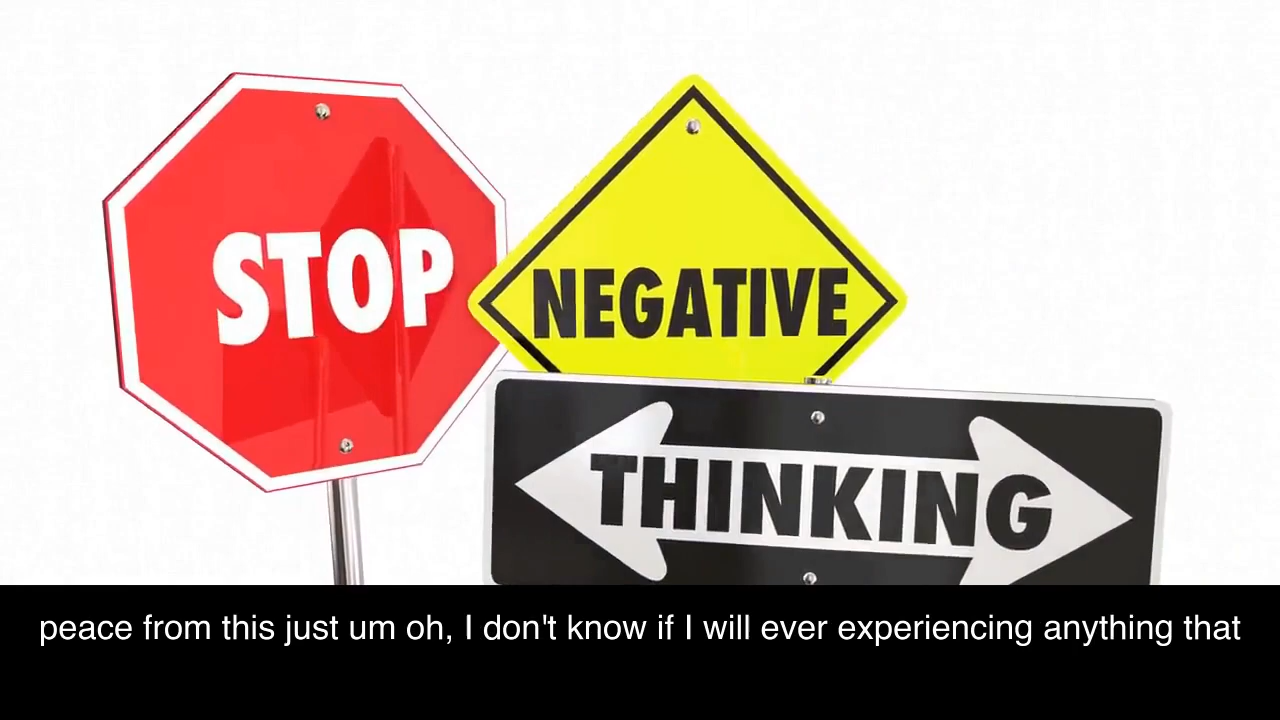 STOP
NEGATIVE
THINKING
peace from this just um oh, I don't know if I will ever experiencing anything that